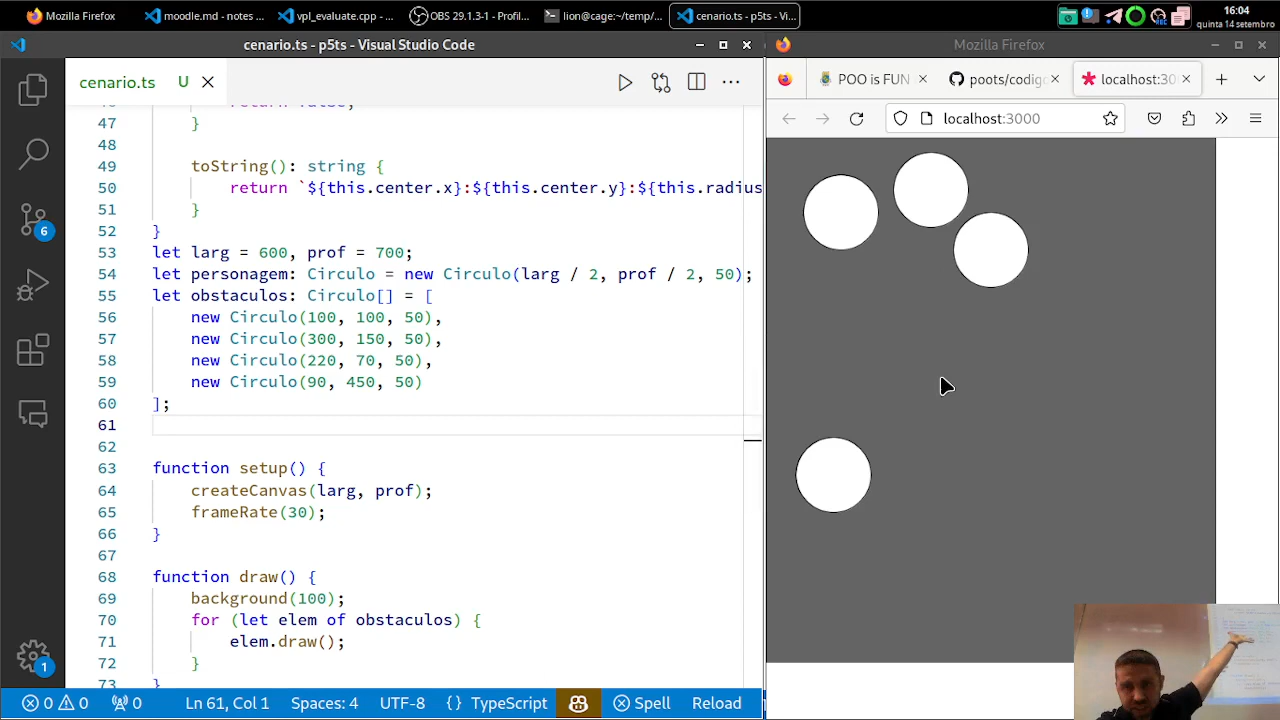 Mozilla Firefox
moodle.md - notes ...
vpl_evaluate.cpp - ...
OBS 29.1.3-1 - Profil...
lion@cage:~/temp/...
cenario.ts - p5ts - Vi...
16:04
quinta 14 setembro
cenario.ts - p5ts - Visual Studio Code
Mozilla Firefox
cenario.ts U
POO is FUN
poots/codigo
localhost:30
localhost:3000
47 }
48
49 toString(): string {
50 return `${this.center.x}:${this.center.y}:${this.radius
51 }
52 }
53 let larg = 600, prof = 700;
54 let personagem: Circulo = new Circulo(larg / 2, prof / 2, 50);
55 let obstaculos: Circulo[] = [
56 new Circulo(100, 100, 50),
57 new Circulo(300, 150, 50),
58 new Circulo(220, 70, 50),
59 new Circulo(90, 450, 50)
60 ];
61
62
63 function setup() {
64 createCanvas(larg, prof);
65 frameRate(30);
66 }
67
68 function draw() {
69 background(100);
70 for (let elem of obstaculos) {
71 elem.draw();
72 }
73 }
6
1
0 0 0 Ln 61, Col 1 Spaces: 4 UTF-8 {} TypeScript Spell Reload